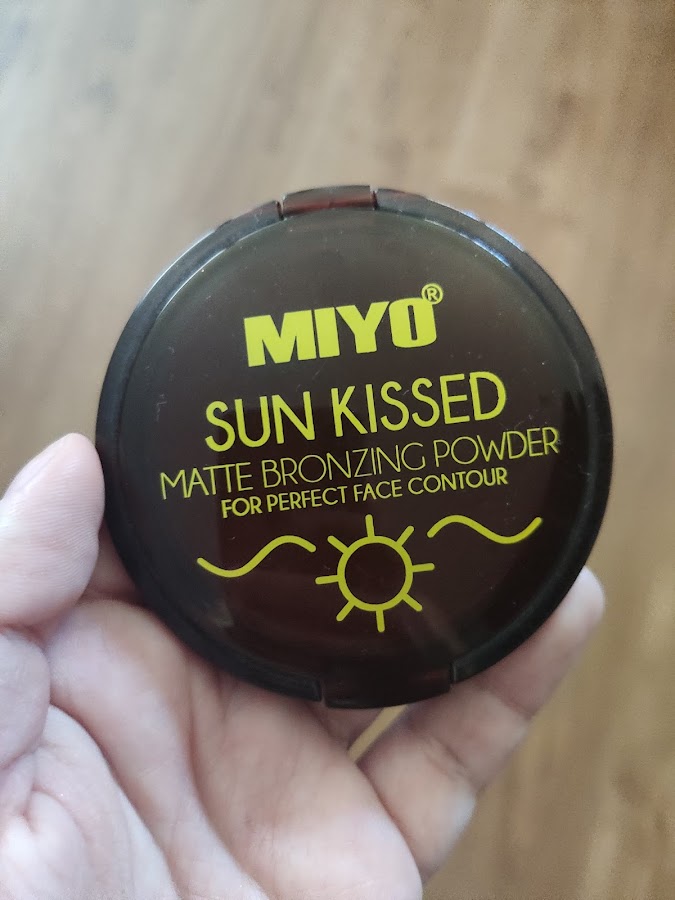 MIYO®
SUN KISSED
MATTE BRONZING POWDER
FOR PERFECT FACE CONTOUR